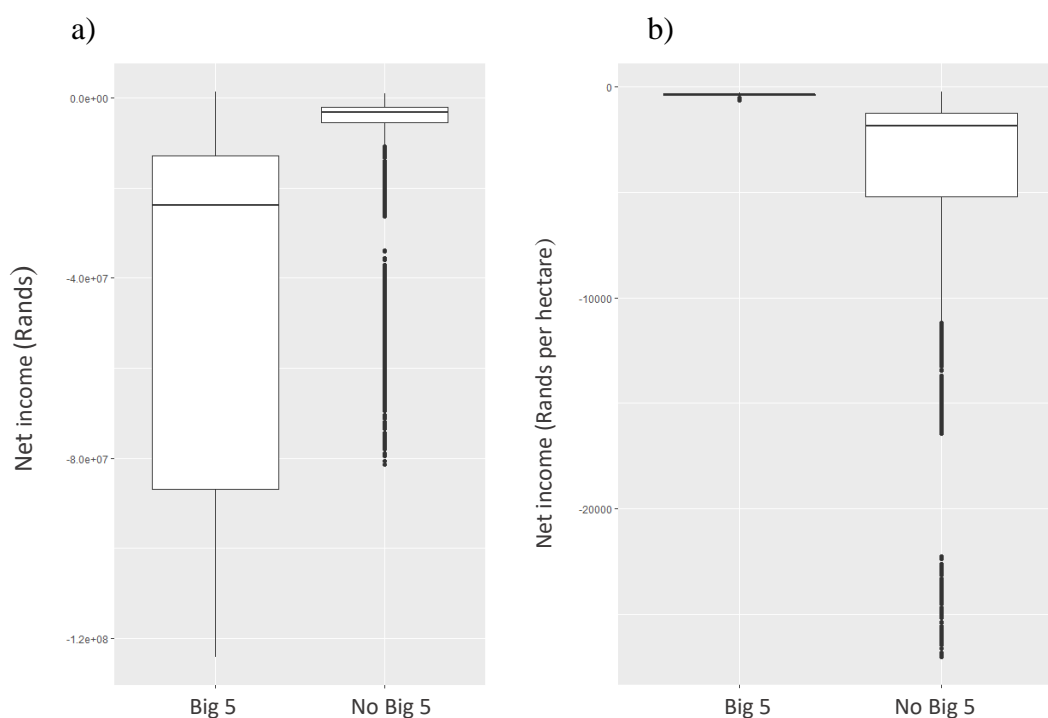 a)
Net income (Rands)
0.0e+00
-4.0e+07
-8.0e+07
-1.2e+08
Big 5
No Big 5
b)
Net income (Rands per hectare)
0
-10000
-20000
Big 5
No Big 5